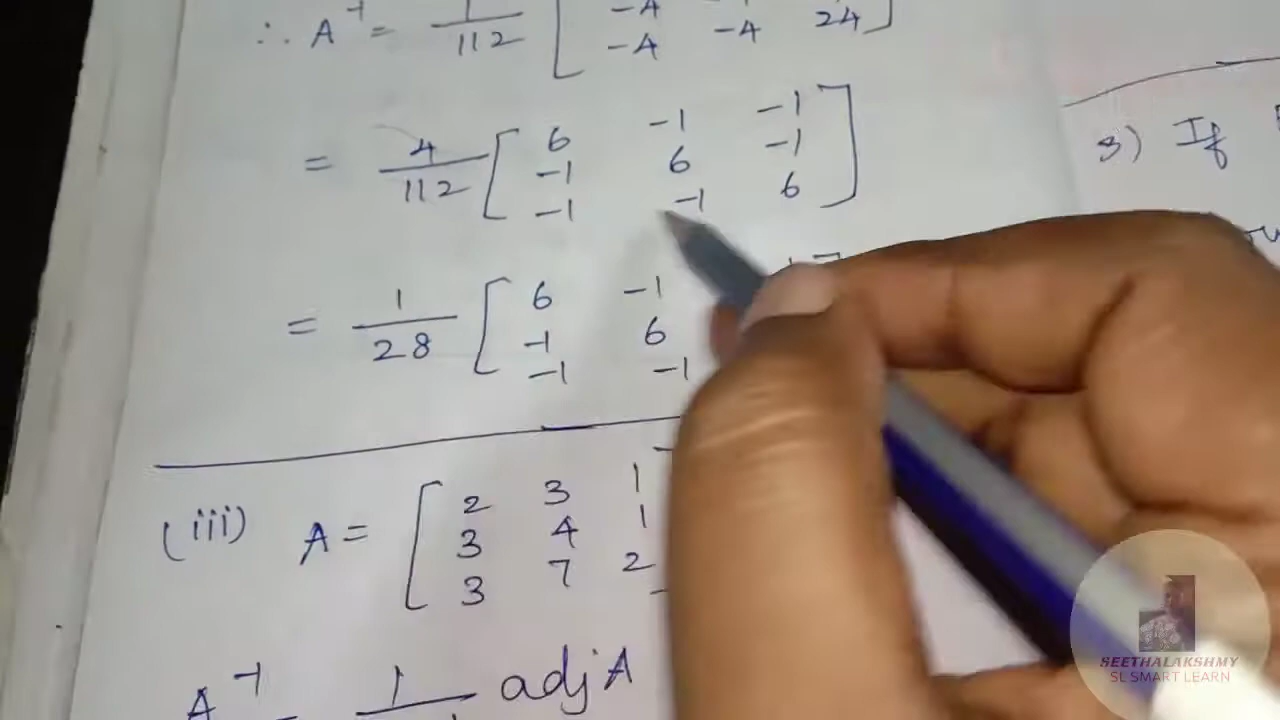 ∴ A⁻¹ = 1/112 [ -4
-4 -4 24 ]
= 4/112 [ 6 -1 -1
-1 6 -1
-1 -1 6 ]
= 1/28 [ 6 -1
-1 6
-1 -1
(iii) A = [ 2 3 1
3 4 1
3 7 2
A⁻¹ 1 adj A
3) If
SEETHALAKSHMY
SL SMART LEARN